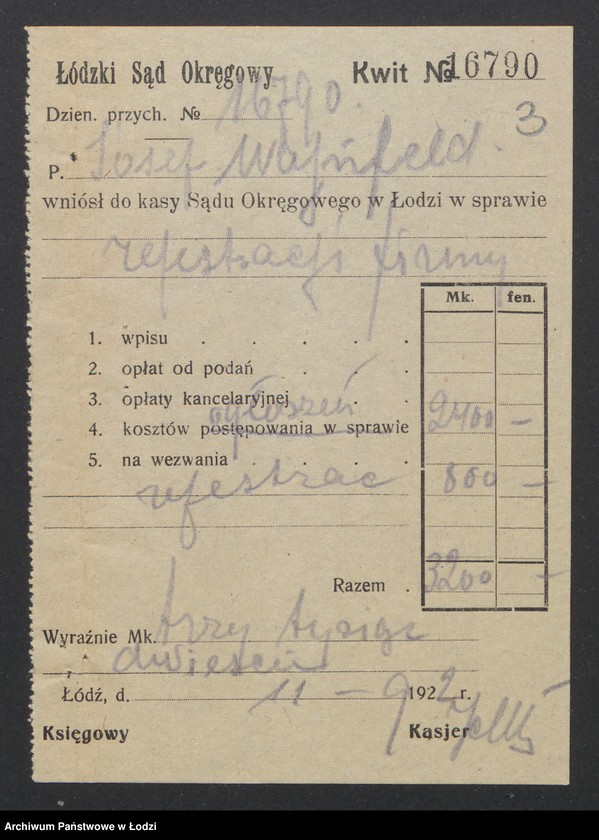 Łódzki Sąd Okręgowy
Kwit № 16790
Dzien. przych. № 16790.
3
P. Josef Wajnfeld.
wniósł do kasy Sądu Okręgowego w Łodzi w sprawie
rejestracji firmy
Mk. fen.
1. wpisu . . . .
2. opłat od podań . . .
3. opłaty kancelaryjnej . .
ogłoszeń
4. kosztów postępowania w sprawie 2400 —
5. na wezwania . . . .
rejestrac 800 —
Razem . 3200 —
Wyraźnie Mk. trzy tysiące
dwieście
Łódź, d. 11 – 9 1922 r.
Księgowy
Kasjer
Archiwum Państwowe w Łodzi